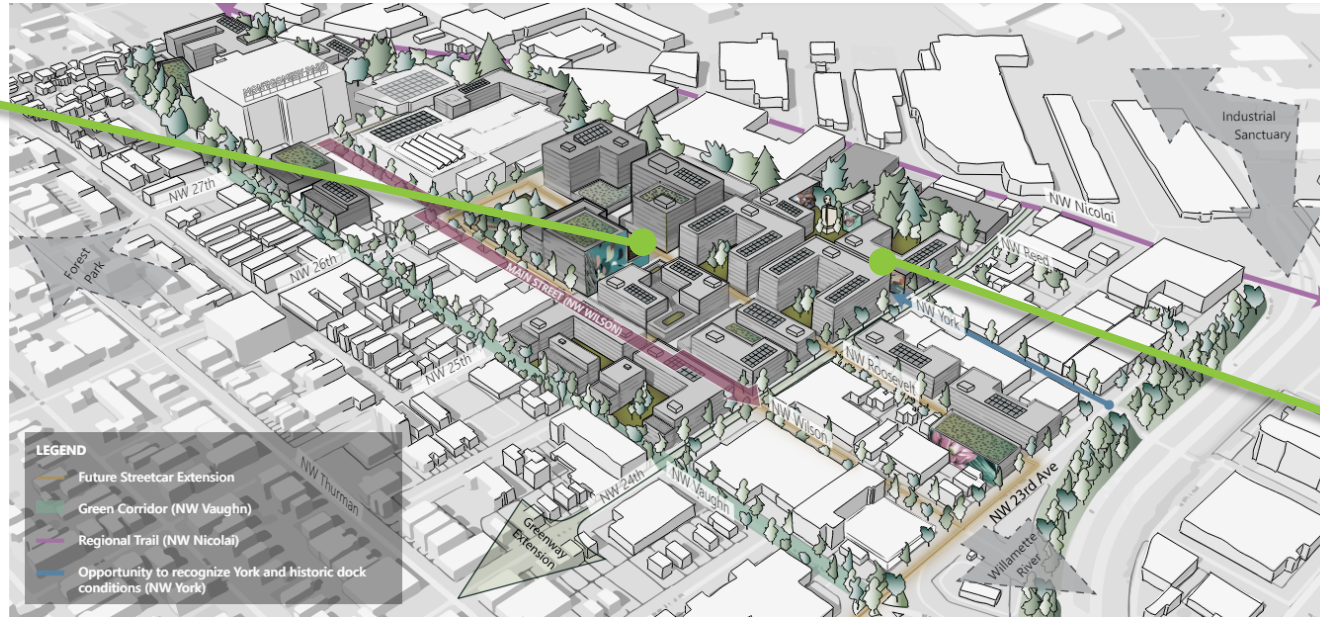 Industrial
Sanctuary
NW 27th
NW Nicolai
NW Reed
Forest
Park
NW 26th
MAIN STREET (NW WILSON)
NW York
NW 25th
NW Roosevelt
NW Wilson
LEGEND
Future Streetcar Extension
Green Corridor (NW Vaughn)
Regional Trail (NW Nicolai)
Opportunity to recognize York and historic dock
conditions (NW York)
NW Thurman
NW 24th
NW Vaughn
NW 23rd Ave
Greenway
Extension
Willamette
River